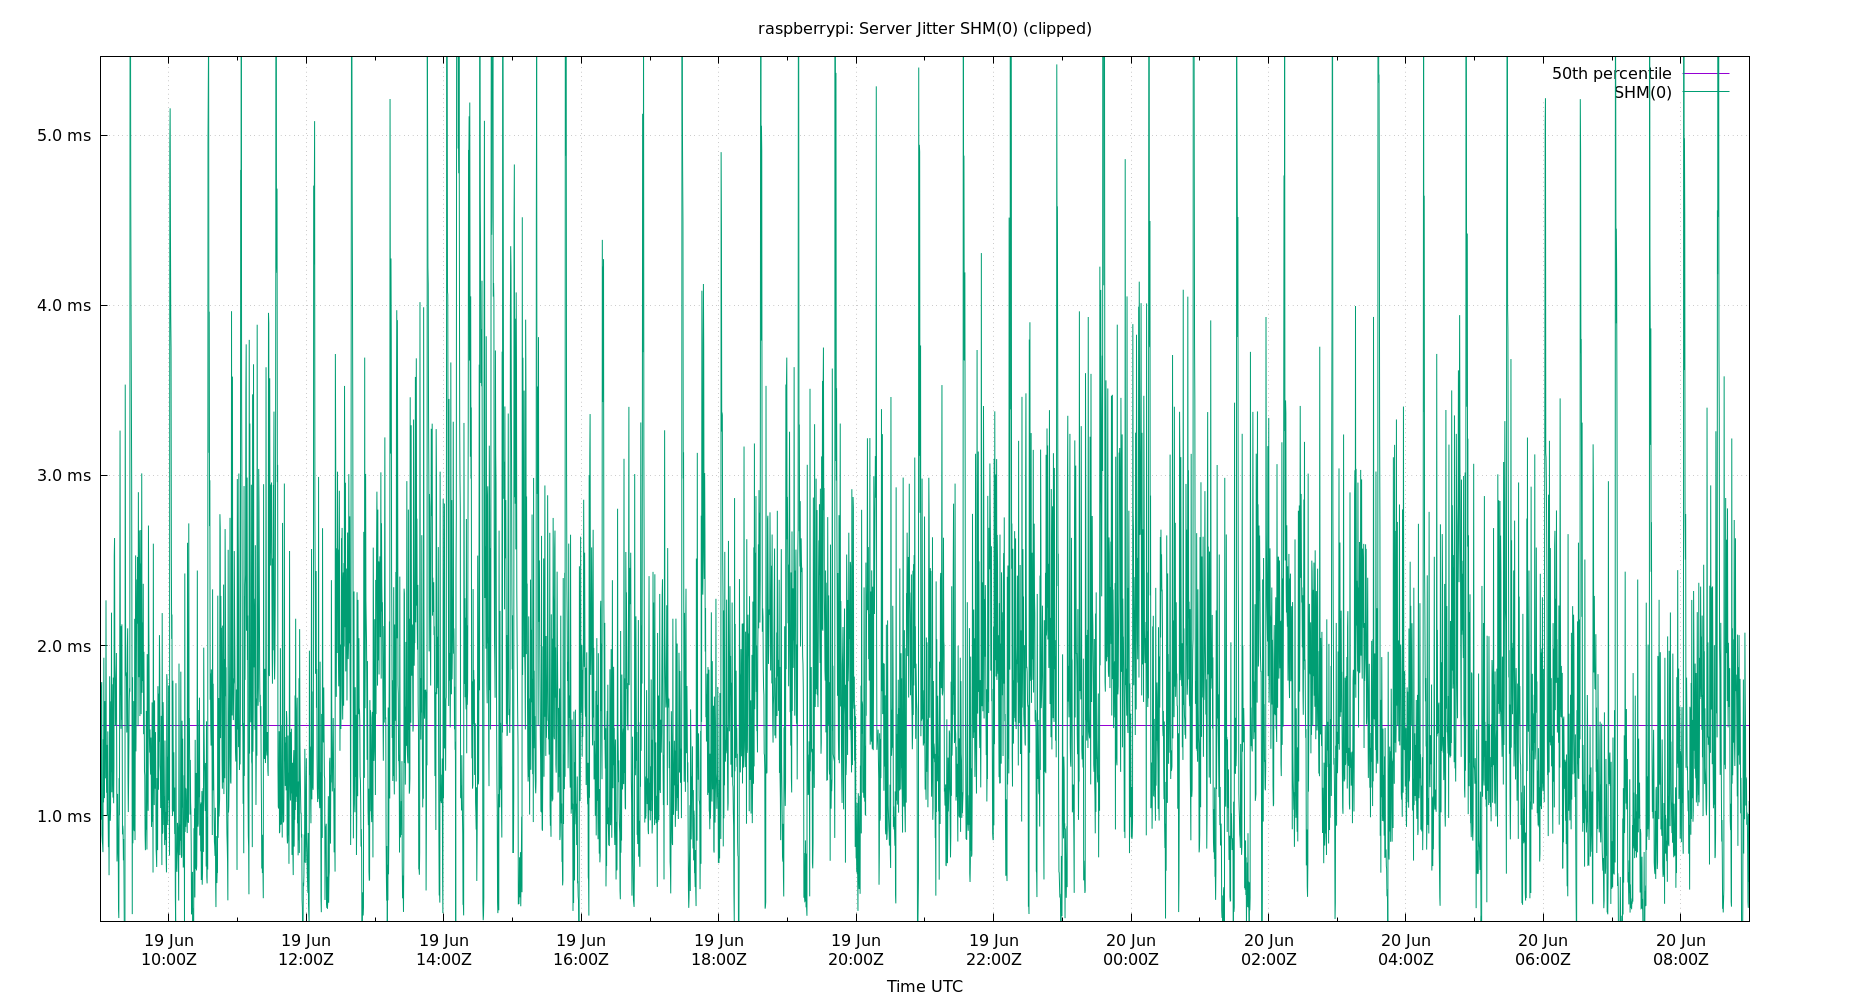 raspberrypi: Server Jitter SHM(0) (clipped)
50th percentile
SHM(0)
5.0 ms
4.0 ms
3.0 ms
2.0 ms
1.0 ms
19 Jun 19 Jun 19 Jun 19 Jun 19 Jun 19 Jun 19 Jun 20 Jun 20 Jun 20 Jun 20 Jun 20 Jun
10:00Z 12:00Z 14:00Z 16:00Z 18:00Z 20:00Z 22:00Z 00:00Z 02:00Z 04:00Z 06:00Z 08:00Z
Time UTC